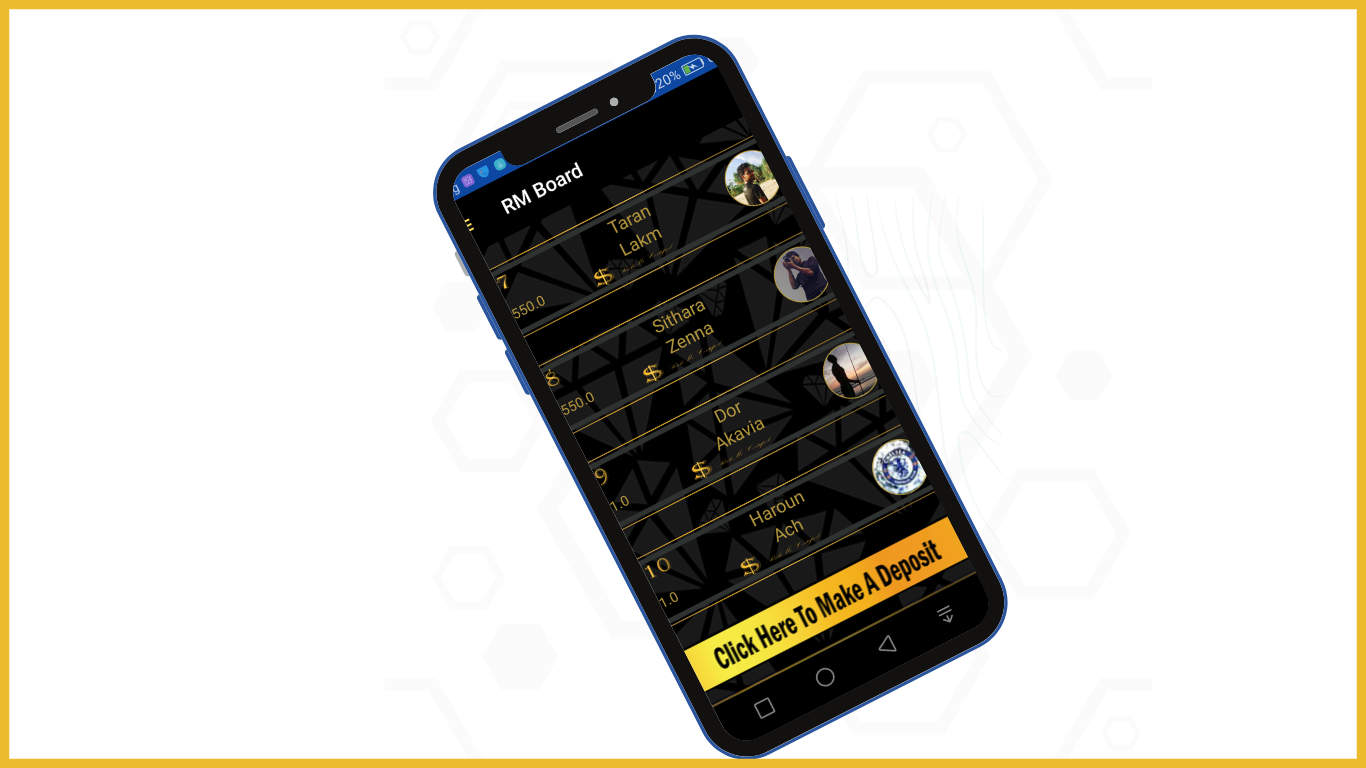 g
20%
RM Board
Taran
Lakm
7
$
550.0
Sithara
Zenna
8
$
550.0
Dor
Akavia
9
$
1.0
Haroun
Ach
10
$
1.0
Click Here To Make A Deposit